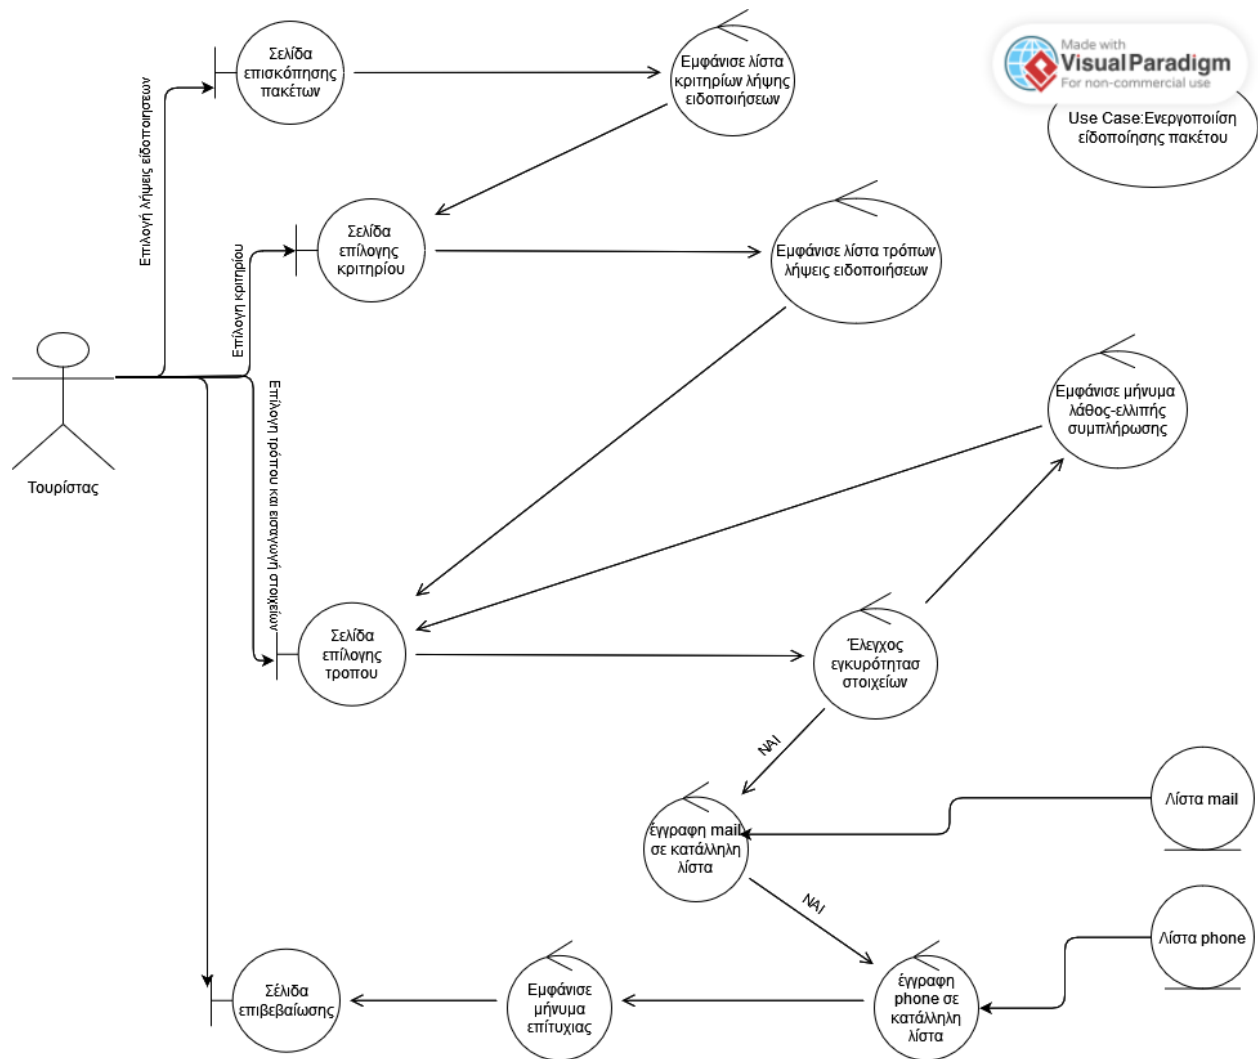 Σελίδα
επισκόπησης
πακέτων
Εμφάνισε λίστα
κριτηρίων λήψης
ειδοποιήσεων
Made with
Visual Paradigm
For non-commercial use
Use Case:Ενεργοποιίση
είδοποίησης πακέτου
Επιλογή λήψεις είδοποιησεων
Σελίδα
επίλογης
κριτηρίου
Εμφάνισε λίστα τρόπων
λήψεις ειδοποιήσεων
Επίλογη κριτηρίου
Τουρίστας
Επίλογη τρόπου και εισαγωγή στοιχείων
Εμφάνισε μήνυμα
λάθος-ελλιπής
συμπλήρωσης
Σελίδα
επίλογης
τροπου
Έλεγχος
εγκυρότητασ
στοιχείων
ΝΑΙ
έγγραφη mail
σε κατάλληλη
λίστα
Λίστα mail
ΝΑΙ
Λίστα phone
Σέλιδα
επιβεβαίωσης
Εμφάνισε
μήνυμα
επίτυχιας
έγγραφη
phone σε
κατάλληλη
λίστα